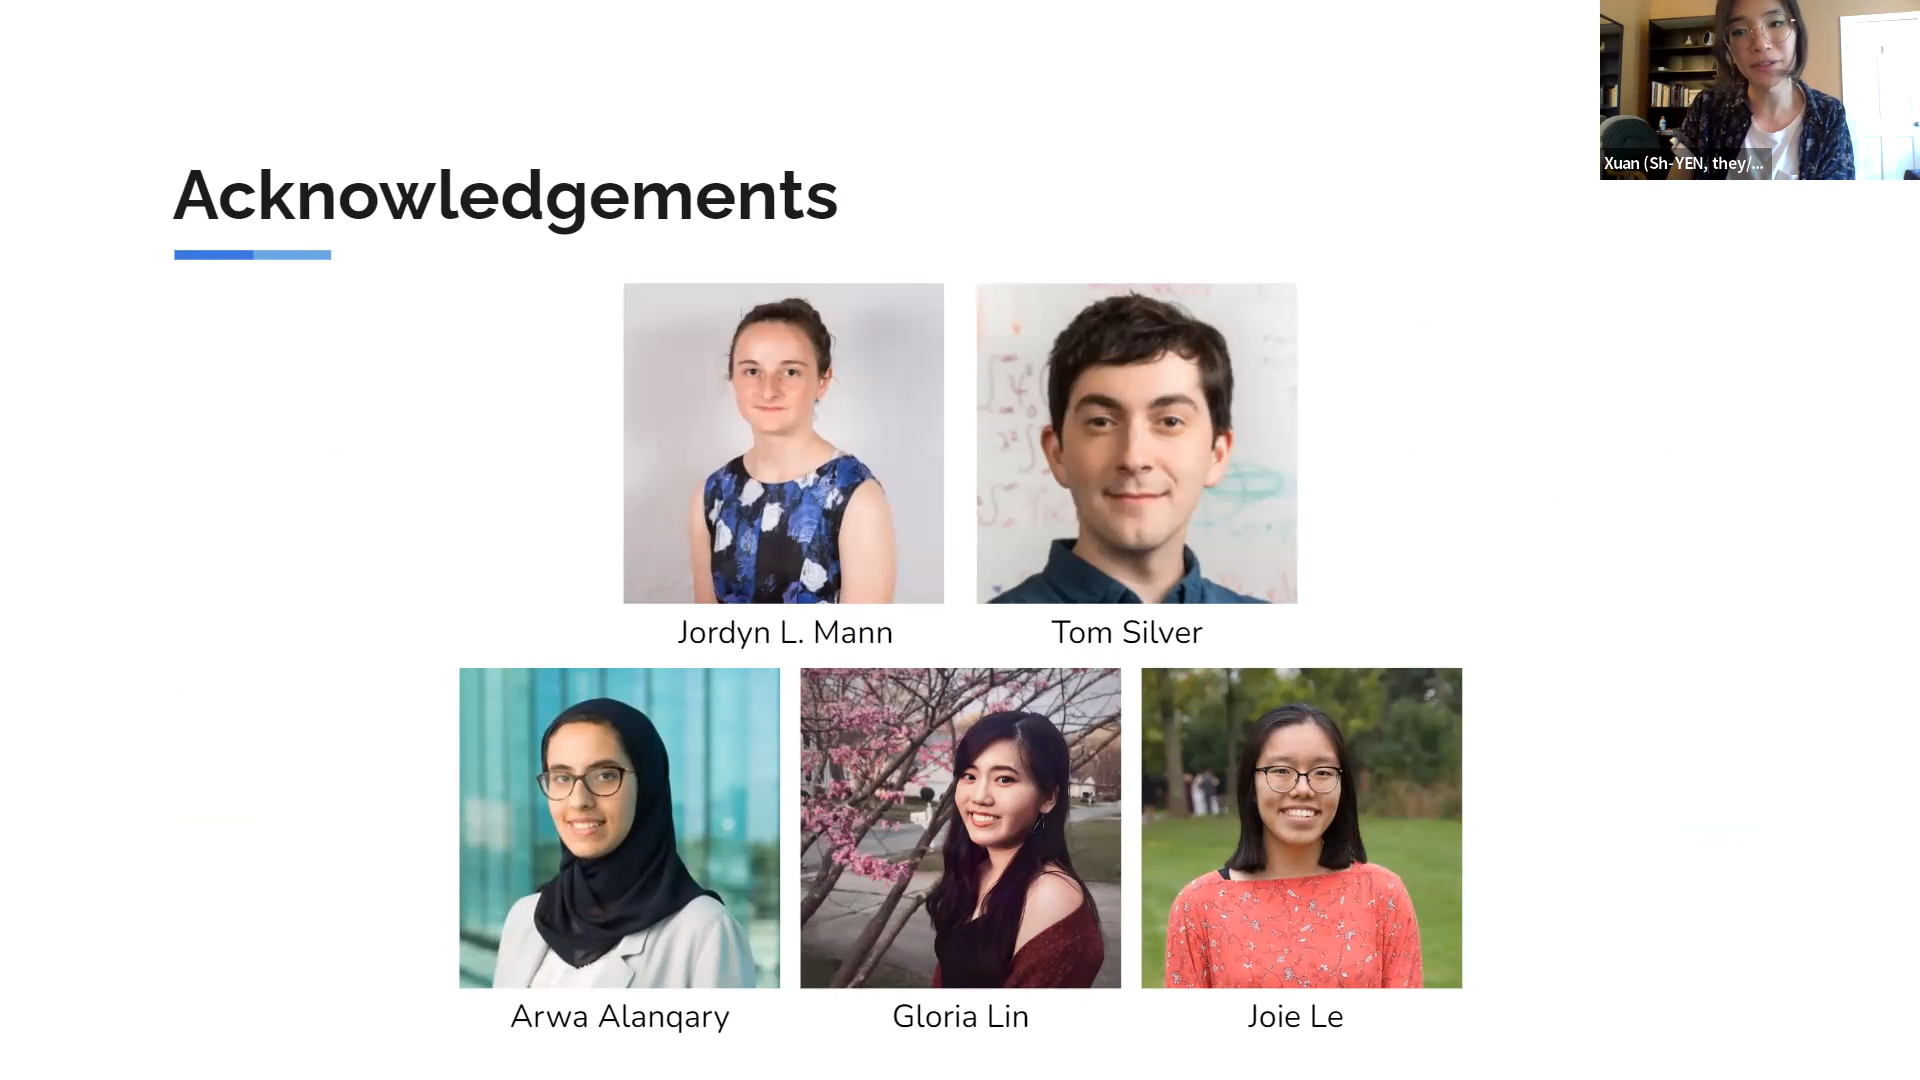 Acknowledgements
Xuan (Sh-YEN, they/...
Jordyn L. Mann
Tom Silver
Arwa Alanqary
Gloria Lin
Joie Le